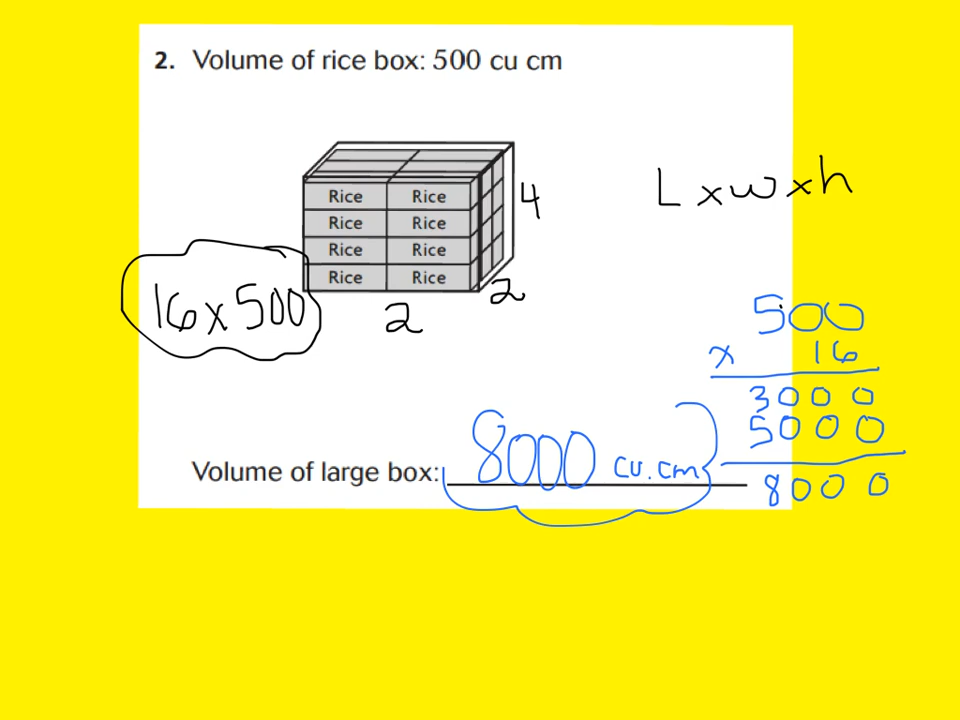 2. Volume of rice box: 500 cu cm
L x w x h
Rice Rice
Rice Rice
Rice Rice
Rice Rice
4
2
2
16 x 500
500
x 16
3000
5000
8000
Volume of large box: 8000 cu.cm